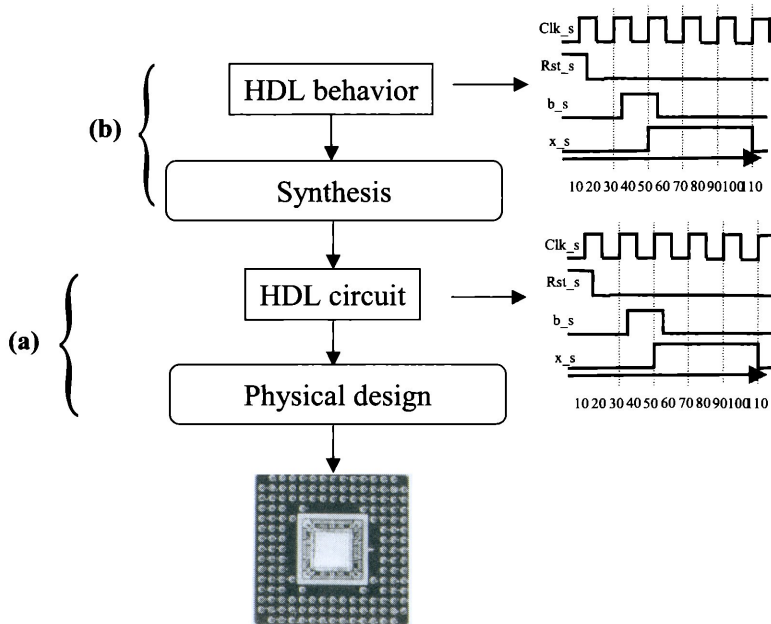 Clk_s
Rst_s
HDL behavior
b_s
(b)
x_s
10 20 30 40 50 60 70 80 90 100 110
Synthesis
Clk_s
HDL circuit
Rst_s
b_s
(a)
x_s
Physical design
10 20 30 40 50 60 70 80 90 100 110